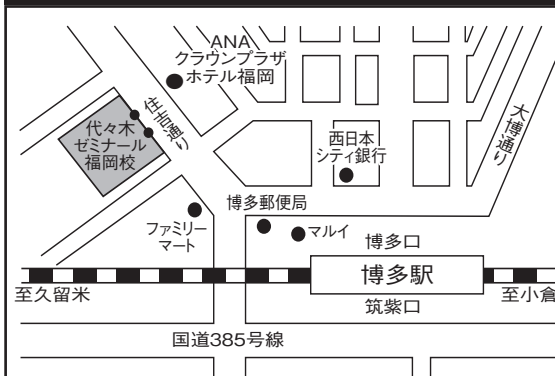 ANA
クラウンプラザ
ホテル福岡
住吉通り
代々木
ゼミナール
福岡校
西日本
シティ銀行
大博通り
博多郵便局
ファミリー
マート
マルイ
博多口
博多駅
至久留米
至小倉
筑紫口
国道385号線